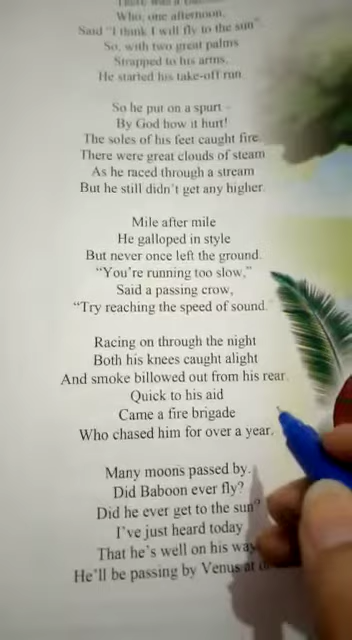 Who, one afternoon,
Said "I think I will fly to the sun".
So, with two great palms
Strapped to his arms,
He started his take-off run.
So he put on a spurt -
By God how it hurt!
The soles of his feet caught fire.
There were great clouds of steam
As he raced through a stream
But he still didn't get any higher.
Mile after mile
He galloped in style
But never once left the ground.
"You're running too slow,"
Said a passing crow,
"Try reaching the speed of sound.
Racing on through the night
Both his knees caught alight
And smoke billowed out from his rear.
Quick to his aid
Came a fire brigade
Who chased him for over a year.
Many moons passed by.
Did Baboon ever fly?
Did he ever get to the sun?
I've just heard today
That he's well on his way
He'll be passing by Venus at